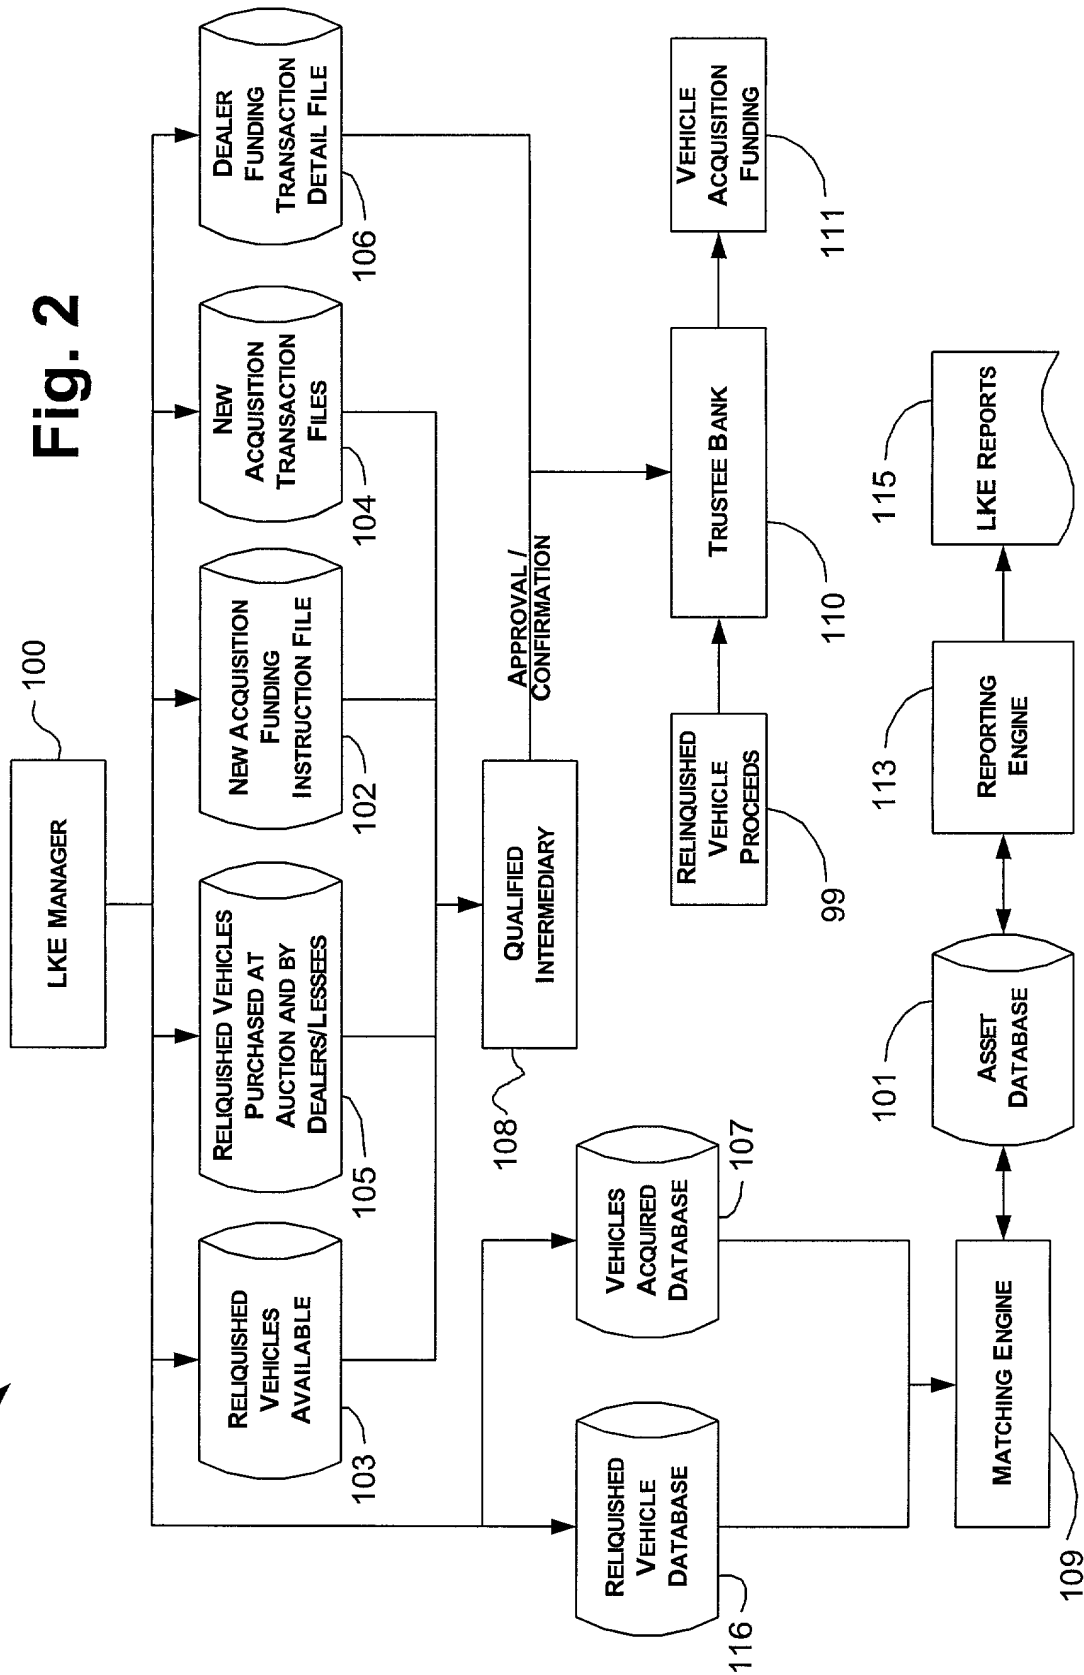 Fig. 2
LKE MANAGER
100
RELIQUISHED
VEHICLES
AVAILABLE
103
RELIQUISHED VEHICLES
PURCHASED AT
AUCTION AND BY
DEALERS/LESSEES
105
NEW ACQUISITION
FUNDING
INSTRUCTION FILE
102
NEW
ACQUISITION
TRANSACTION
FILES
104
DEALER
FUNDING
TRANSACTION
DETAIL FILE
106
QUALIFIED
INTERMEDIARY
108
APPROVAL /
CONFIRMATION
RELIQUISHED
VEHICLE
DATABASE
116
VEHICLES
ACQUIRED
DATABASE
107
RELINQUISHED
VEHICLE
PROCEEDS
99
TRUSTEE BANK
110
VEHICLE
ACQUISITION
FUNDING
111
MATCHING ENGINE
109
ASSET
DATABASE
101
REPORTING
ENGINE
113
LKE REPORTS
115